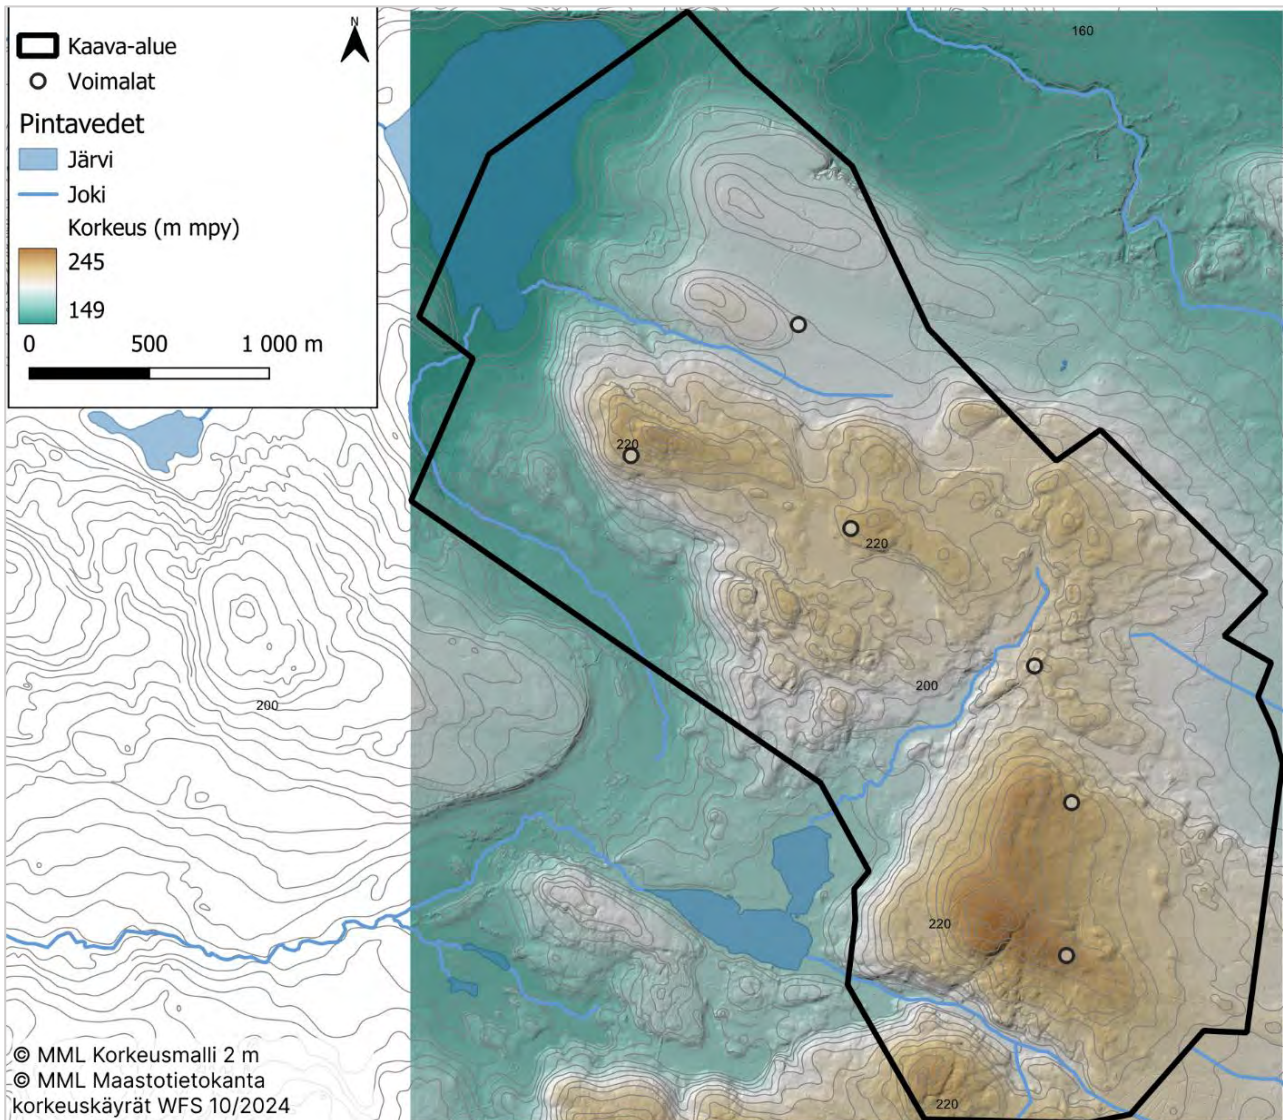 N
Kaava-alue
Voimalat
Pintavedet
Järvi
Joki
Korkeus (m mpy)
245
149
0 500 1 000 m
160
220
220
200
200
220
220
© MML Korkeusmalli 2 m
© MML Maastotietokanta
korkeuskäyrät WFS 10/2024